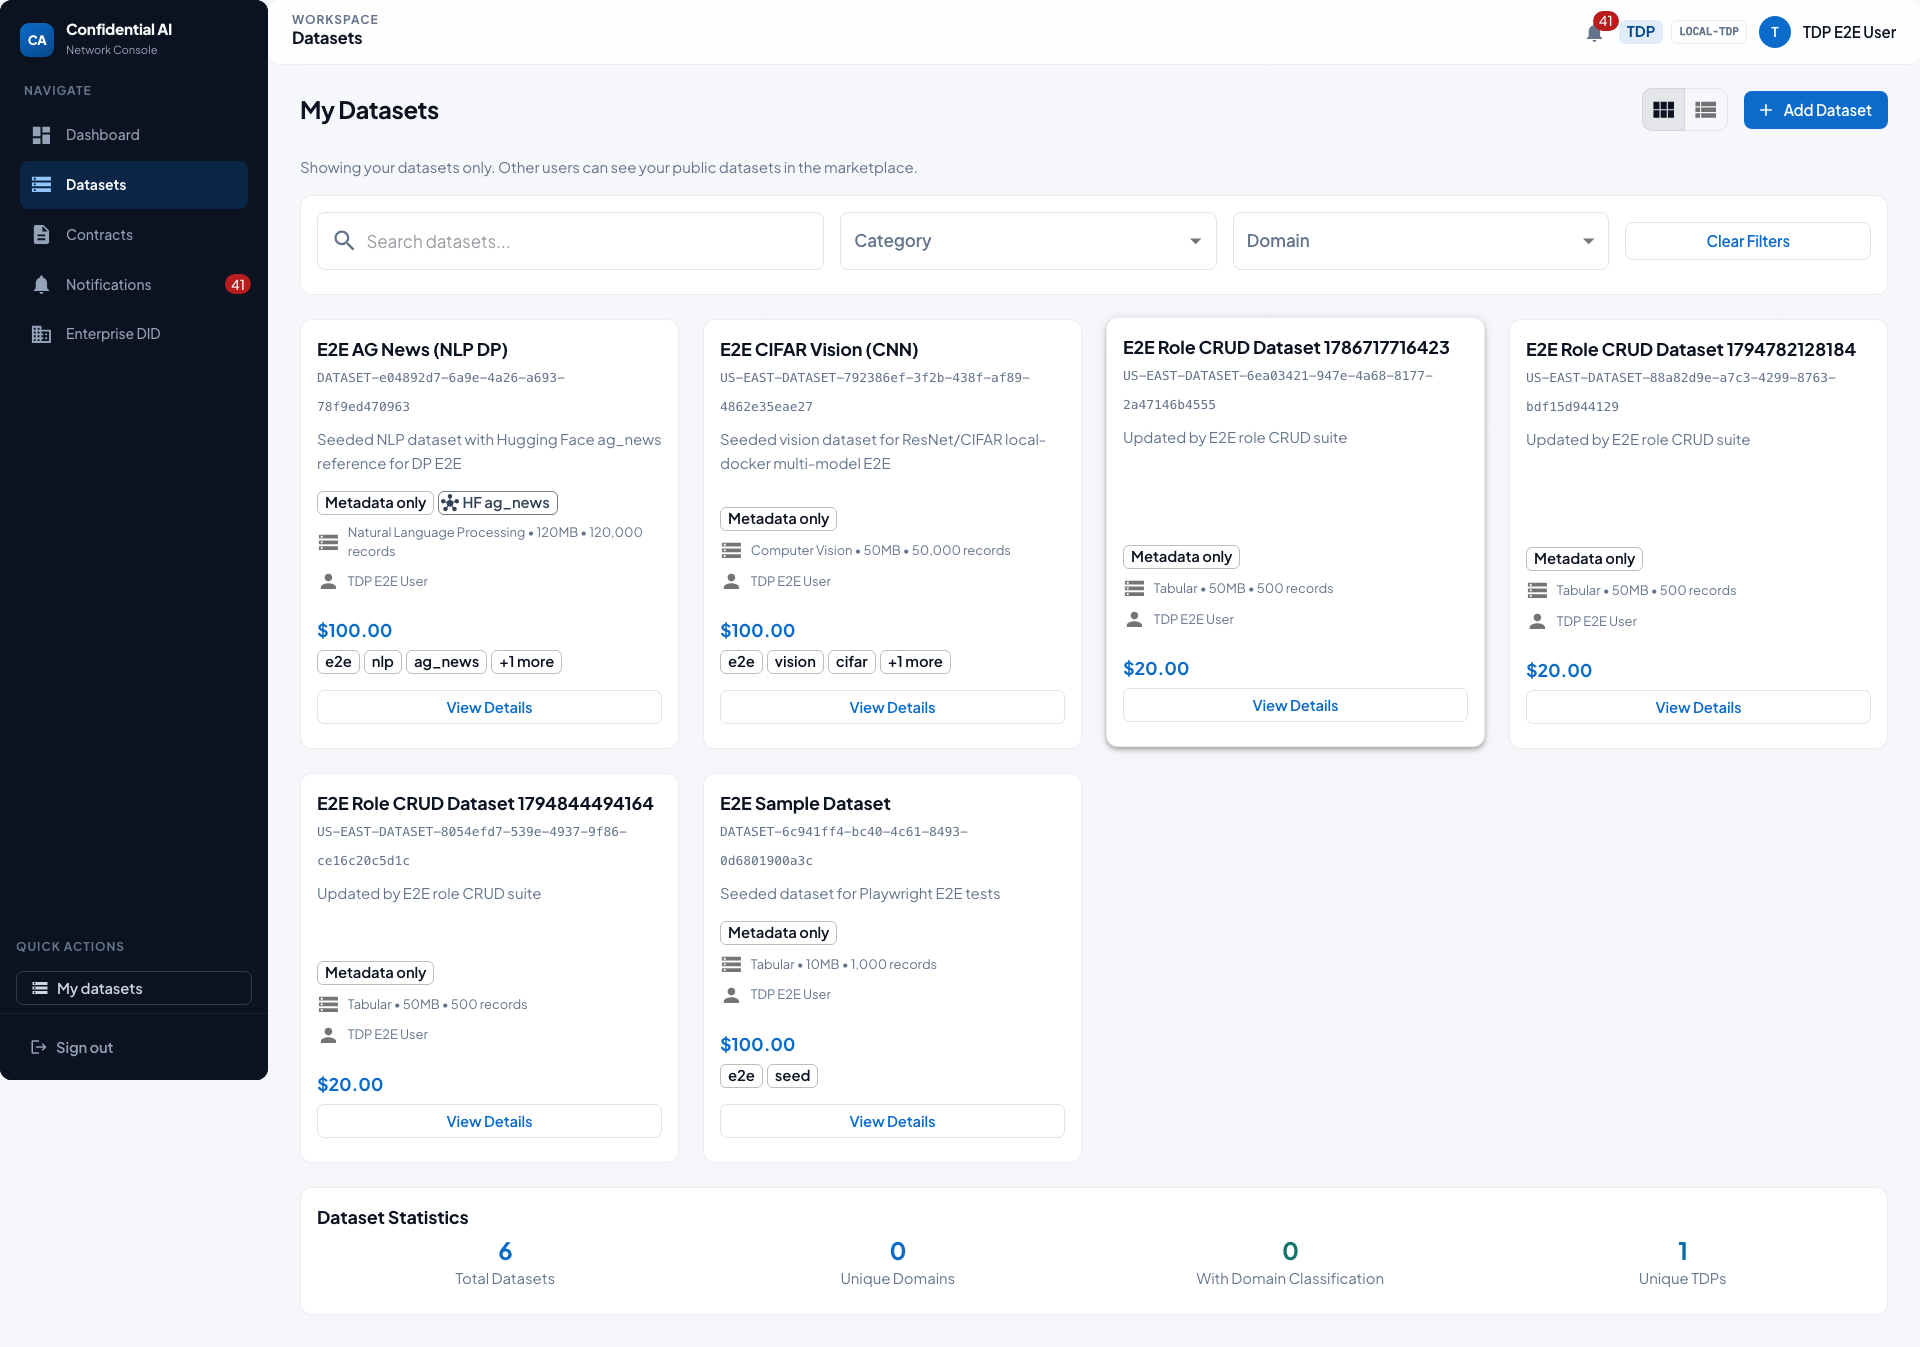 CA
Confidential AI
Network Console
NAVIGATE
Dashboard
Datasets
Contracts
Notifications 41
Enterprise DID
QUICK ACTIONS
My datasets
Sign out
WORKSPACE
Datasets
41
TDP
LOCAL-TDP
T
TDP E2E User
My Datasets
Add Dataset
Showing your datasets only. Other users can see your public datasets in the marketplace.
Search datasets...
Category
Domain
Clear Filters
E2E AG News (NLP DP)
DATASET-e04892d7-6a9e-4a26-a693-
78f9ed470963
Seeded NLP dataset with Hugging Face ag_news
reference for DP E2E
Metadata only
HF ag_news
Natural Language Processing • 120MB • 120,000
records
TDP E2E User
$100.00
e2e nlp ag_news +1 more
View Details
E2E CIFAR Vision (CNN)
US-EAST-DATASET-792386ef-3f2b-438f-af89-
4862e35eae27
Seeded vision dataset for ResNet/CIFAR local-
docker multi-model E2E
Metadata only
Computer Vision • 50MB • 50,000 records
TDP E2E User
$100.00
e2e vision cifar +1 more
View Details
E2E Role CRUD Dataset 1786717716423
US-EAST-DATASET-6ea03421-947e-4a68-8177-
2a47146b4555
Updated by E2E role CRUD suite
Metadata only
Tabular • 50MB • 500 records
TDP E2E User
$20.00
View Details
E2E Role CRUD Dataset 1794782128184
US-EAST-DATASET-88a82d9e-a7c3-4299-8763-
bdf15d944129
Updated by E2E role CRUD suite
Metadata only
Tabular • 50MB • 500 records
TDP E2E User
$20.00
View Details
E2E Role CRUD Dataset 1794844494164
US-EAST-DATASET-8054efd7-539e-4937-9f86-
ce16c20c5d1c
Updated by E2E role CRUD suite
Metadata only
Tabular • 50MB • 500 records
TDP E2E User
$20.00
View Details
E2E Sample Dataset
DATASET-6c941ff4-bc40-4c61-8493-
0d6801900a3c
Seeded dataset for Playwright E2E tests
Metadata only
Tabular • 10MB • 1,000 records
TDP E2E User
$100.00
e2e seed
View Details
Dataset Statistics
6
Total Datasets
0
Unique Domains
0
With Domain Classification
1
Unique TDPs